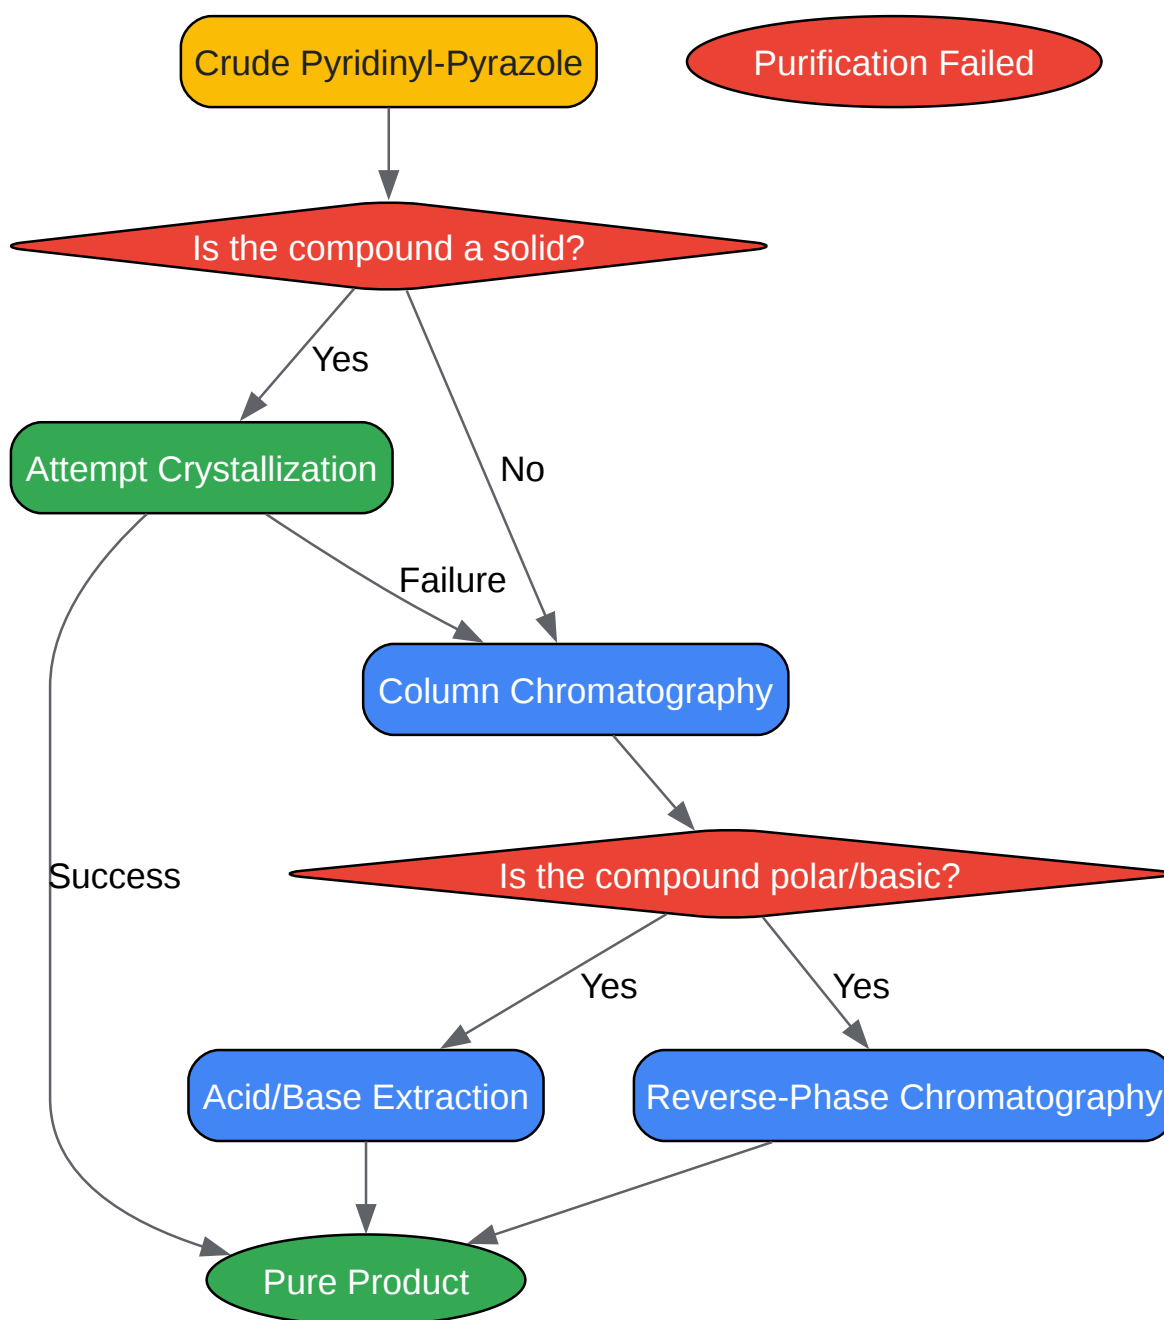 Crude Pyridinyl-Pyrazole
Purification Failed
Is the compound a solid?
Yes
Attempt Crystallization
No
Failure
Column Chromatography
Success
Is the compound polar/basic?
Yes
Yes
Acid/Base Extraction
Reverse-Phase Chromatography
Pure Product